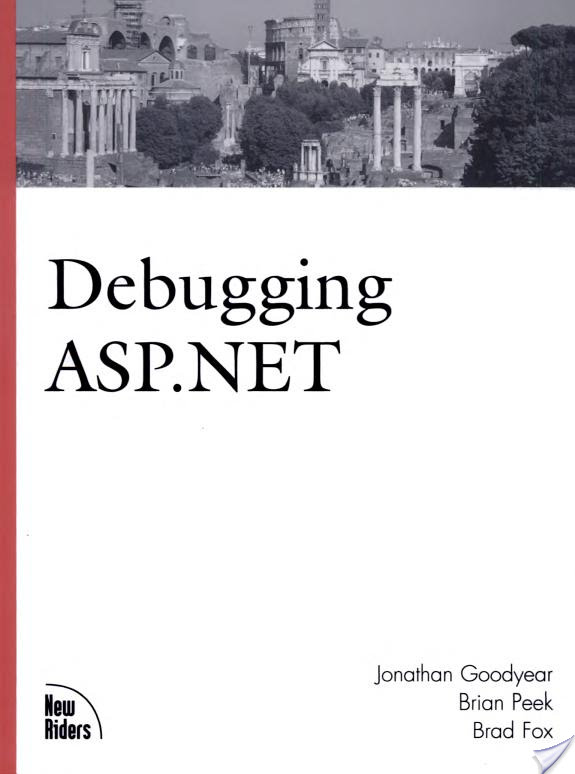 Debugging
ASP.NET
Jonathan Goodyear
Brian Peek
Brad Fox
New
Riders